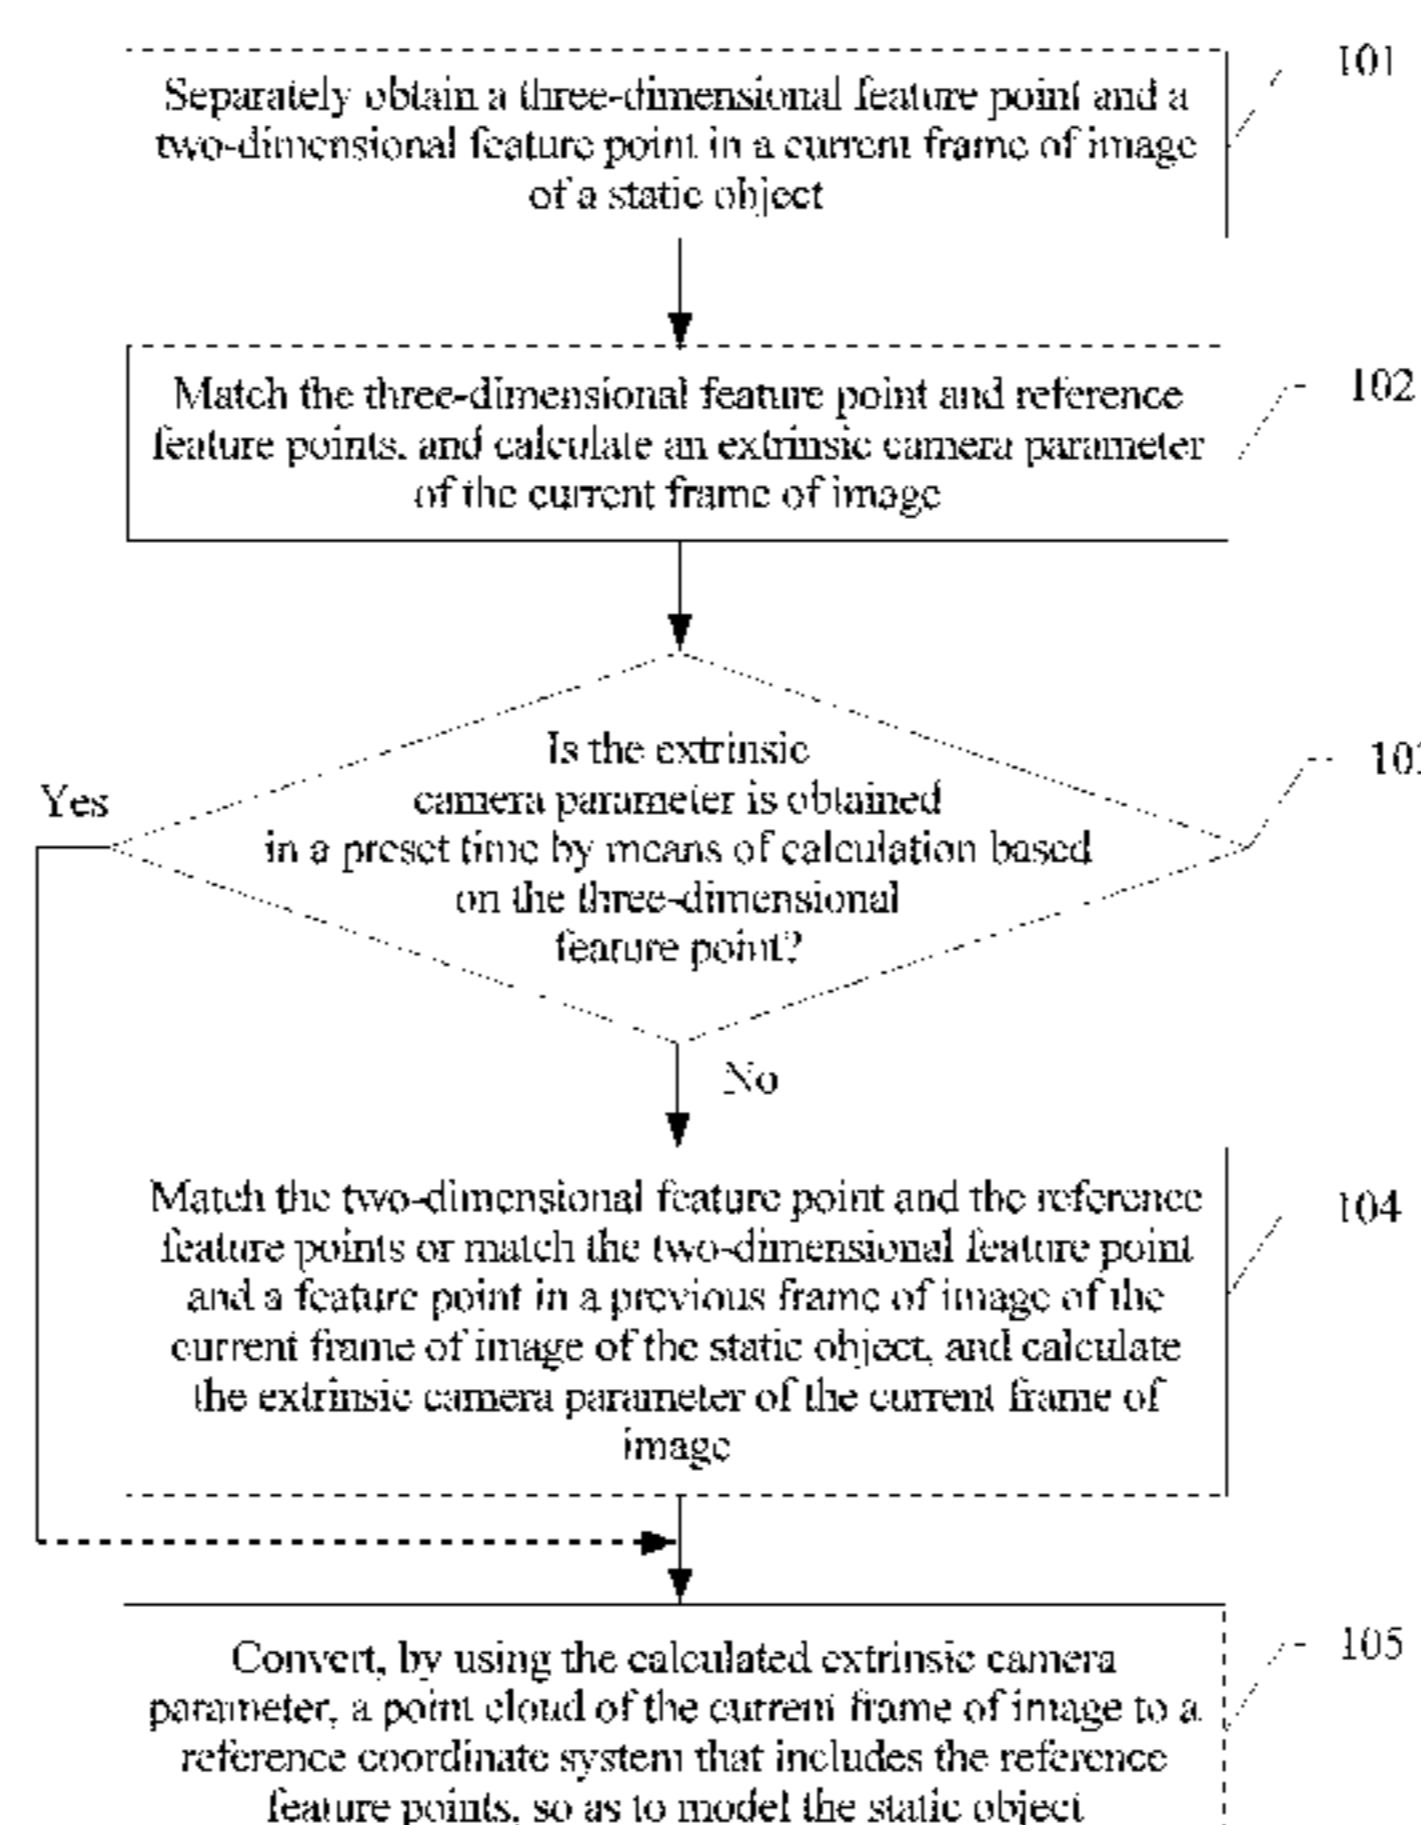 101
Separately obtain a three-dimensional feature point and a
two-dimensional feature point in a current frame of image
of a static object
102
Match the three-dimensional feature point and reference
feature points, and calculate an extrinsic camera parameter
of the current frame of image
Is the extrinsic
camera parameter is obtained
in a preset time by means of calculation based
on the three-dimensional
feature point?
Yes
No
104
Match the two-dimensional feature point and the reference
feature points or match the two-dimensional feature point
and a feature point in a previous frame of image of the
current frame of image of the static object, and calculate
the extrinsic camera parameter of the current frame of
image
105
Convert, by using the calculated extrinsic camera
parameter, a point cloud of the current frame of image to a
reference coordinate system that includes the reference
feature points, so as to model the static object